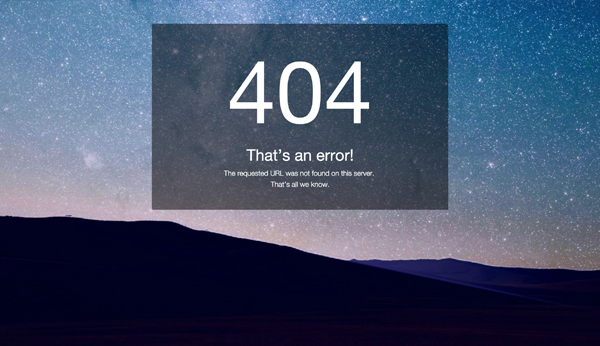 404
That's an error!
The requested URL was not found on this server.
That's all we know.